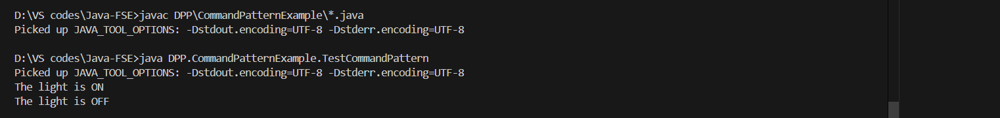 D:\VS codes\Java-FSE>javac DPP\CommandPatternExample\*.java
Picked up JAVA_TOOL_OPTIONS: -Dstdout.encoding=UTF-8 -Dstderr.encoding=UTF-8
D:\VS codes\Java-FSE>java DPP.CommandPatternExample.TestCommandPattern
Picked up JAVA_TOOL_OPTIONS: -Dstdout.encoding=UTF-8 -Dstderr.encoding=UTF-8
The light is ON
The light is OFF